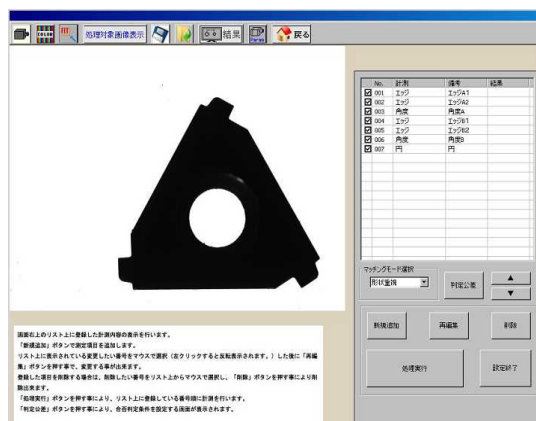 COLOR
処理対象画像表示
結果
Param
戻る
No. 計測 備考 結果
001 エッジ エッジA1
002 エッジ エッジA2
003 角度 角度A
004 エッジ エッジB1
005 エッジ エッジB2
006 角度 角度B
007 円 円
マッチングモード選択
形状重視
判定公差
▲
▼
新規追加 再編集 削除
処理実行 設定終了
画面右上のリスト上に登録した計測内容の表示を行います。
「新規追加」ボタンで測定項目を追加します。
リスト上に表示されている変更したい番号をマウスで選択（左クリックすると反転表示されます。）した後に「再編
集」ボタンを押す事で、変更する事が出来ます。
登録した項目を削除する場合は、削除したい番号をリスト上からマウスで選択し、「削除」ボタンを押す事により削
除出来ます。
「処理実行」ボタンを押す事により、リスト上に登録している番号順に計測を行います。
「判定公差」ボタンを押す事により、合否判定条件を設定する画面が表示されます。